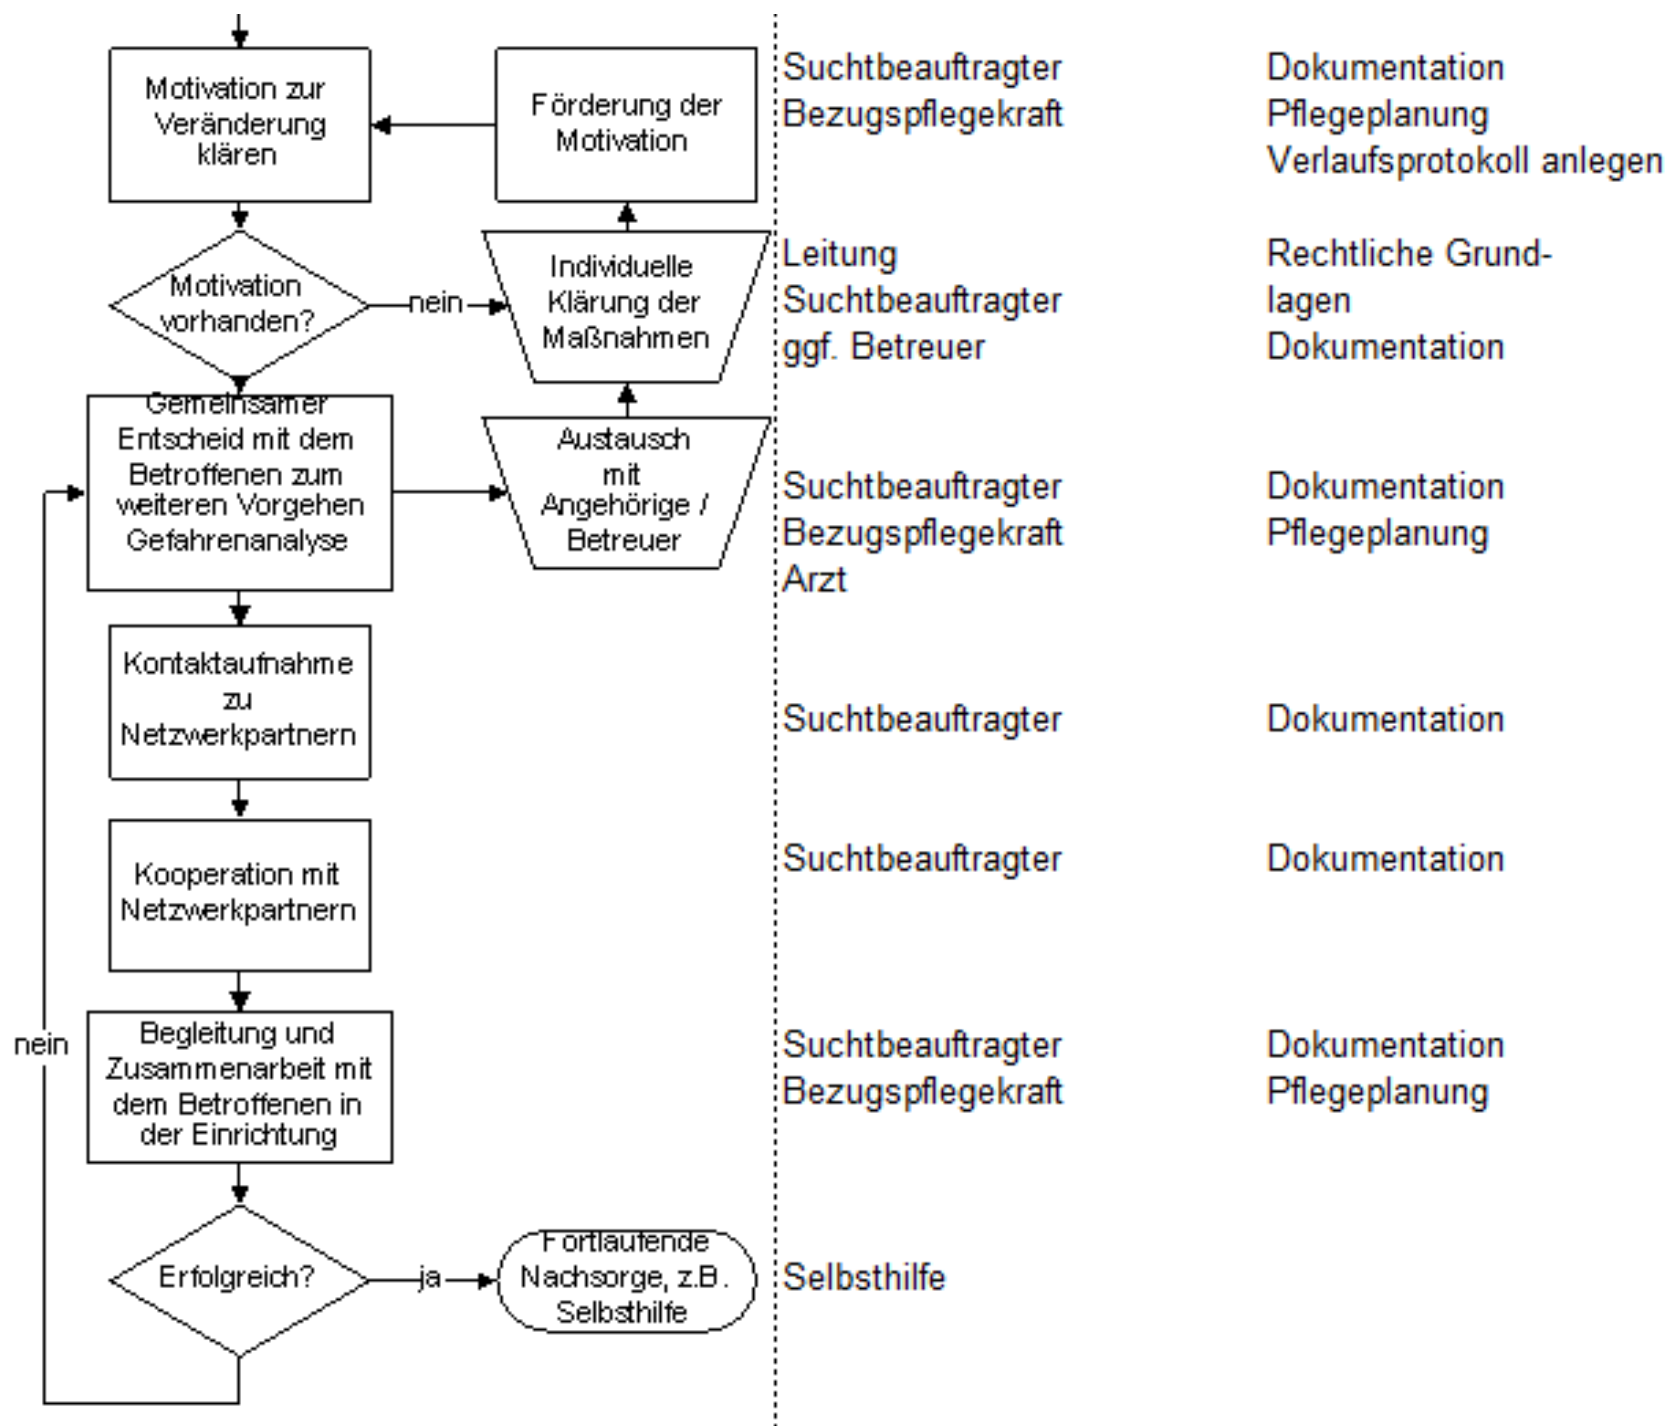 Motivation zur
Veränderung
klären
Förderung der
Motivation
Suchtbeauftragter
Bezugspflegekraft
Dokumentation
Pflegeplanung
Verlaufsprotokoll anlegen
Motivation
vorhanden?
nein
Individuelle
Klärung der
Maßnahmen
Leitung
Suchtbeauftragter
ggf. Betreuer
Rechtliche Grund-
lagen
Dokumentation
Gemeinsamer
Entscheid mit dem
Betroffenen zum
weiteren Vorgehen
Gefahrenanalyse
Austausch
mit
Angehörige /
Betreuer
Suchtbeauftragter
Bezugspflegekraft
Arzt
Dokumentation
Pflegeplanung
Kontaktaufnahme
zu
Netzwerkpartnern
Suchtbeauftragter
Dokumentation
Kooperation mit
Netzwerkpartnern
Suchtbeauftragter
Dokumentation
nein
Begleitung und
Zusammenarbeit mit
dem Betroffenen in
der Einrichtung
Suchtbeauftragter
Bezugspflegekraft
Dokumentation
Pflegeplanung
Erfolgreich?
ja
Fortlaufende
Nachsorge, z.B.
Selbsthilfe
Selbsthilfe